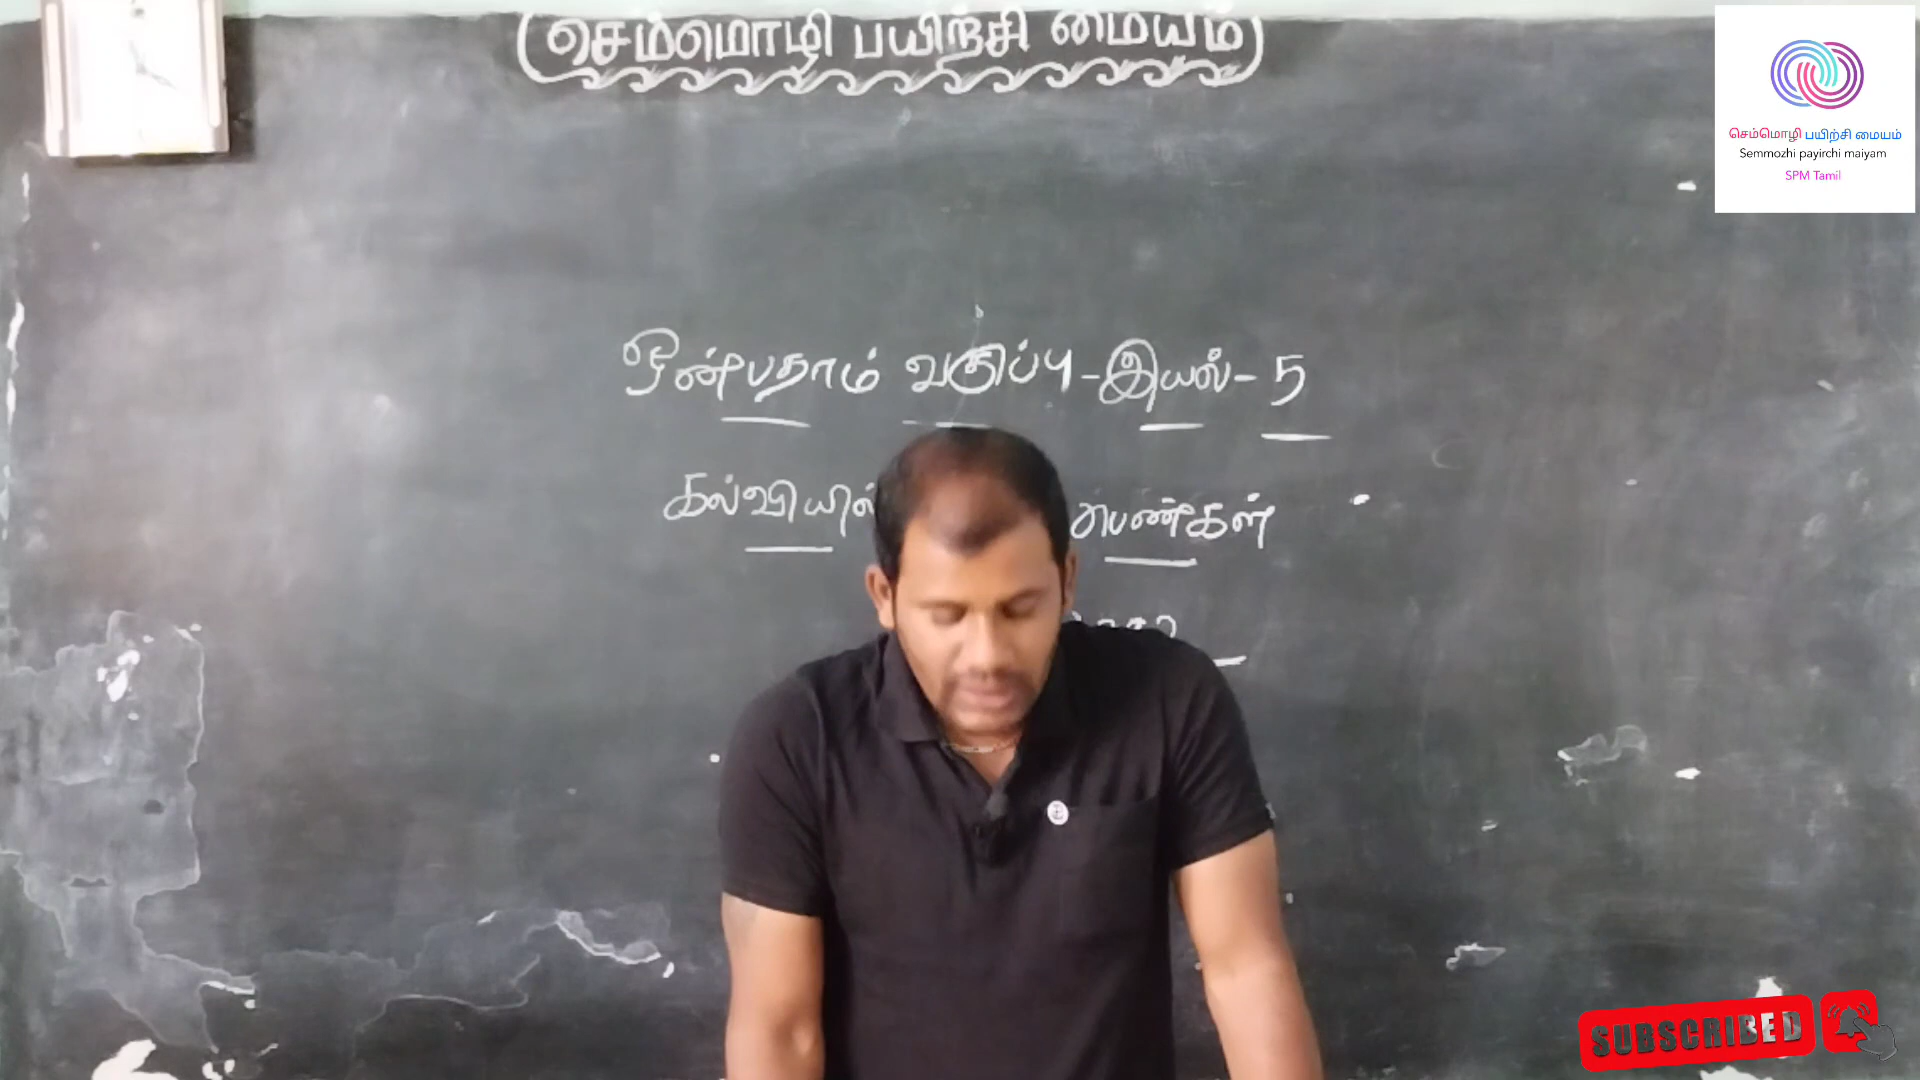 (செம்மொழி பயிற்சி மையம்)
செம்மொழி பயிற்சி மையம்
Semmozhi payirchi maiyam
SPM Tamil
ஒன்பதாம் வகுப்பு - இயல் - 5
கல்வியில் பெண்கள்
SUBSCRIBED